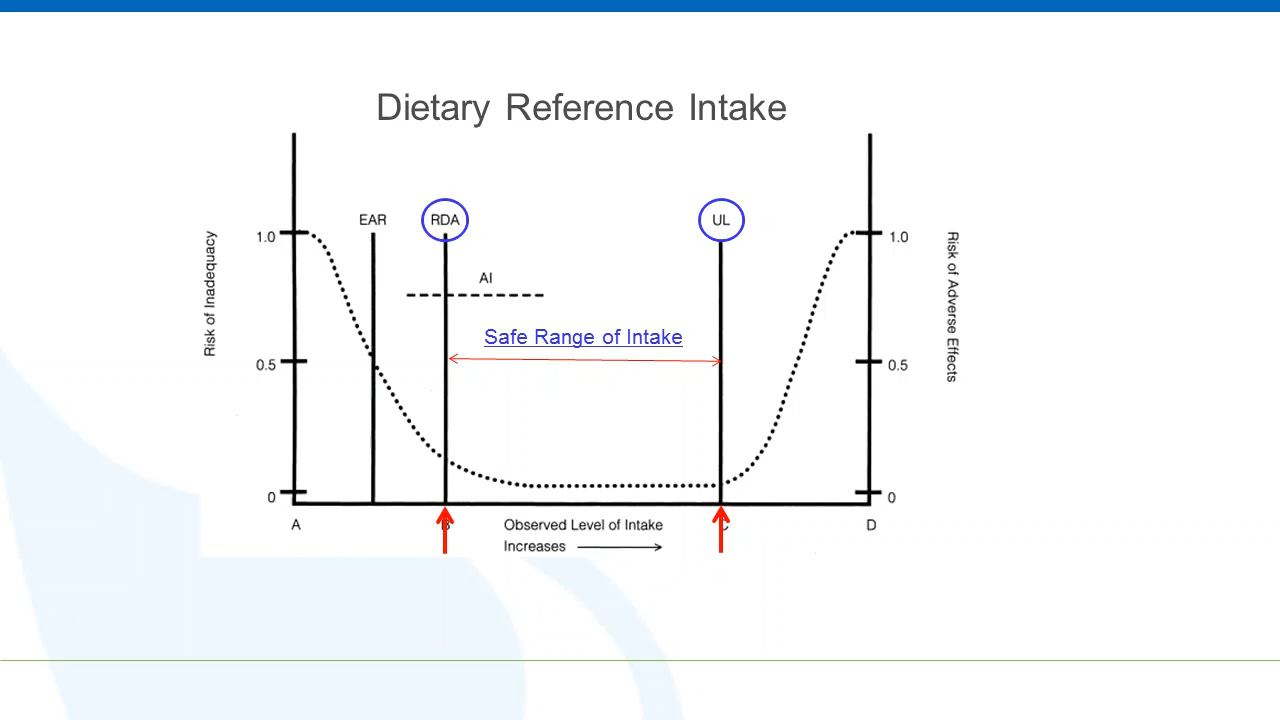 Dietary Reference Intake
EAR
RDA
UL
1.0
1.0
AI
Risk of Inadequacy
Risk of Adverse Effects
Safe Range of Intake
0.5
0.5
0
0
A
B
Observed Level of Intake
C
D
Increases